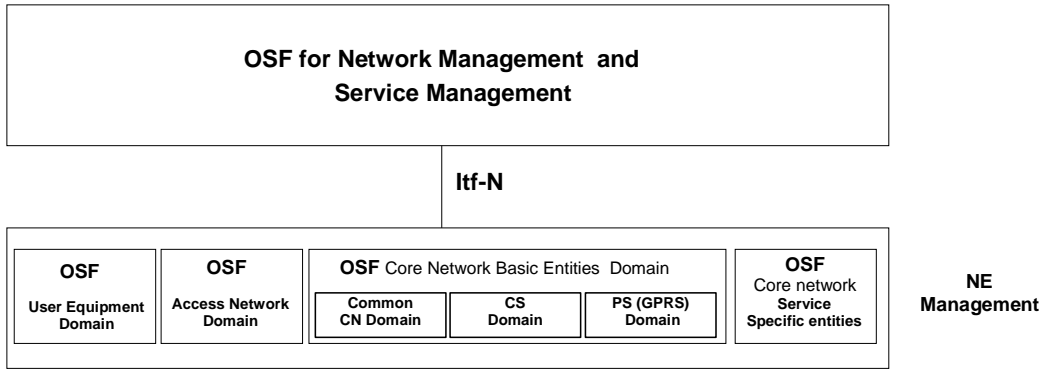 OSF for Network Management and
Service Management
Itf-N
OSF
User Equipment
Domain
OSF
Access Network
Domain
OSF Core Network Basic Entities Domain
Common
CN Domain
CS
Domain
PS (GPRS)
Domain
OSF
Core network
Service
Specific entities
NE
Management